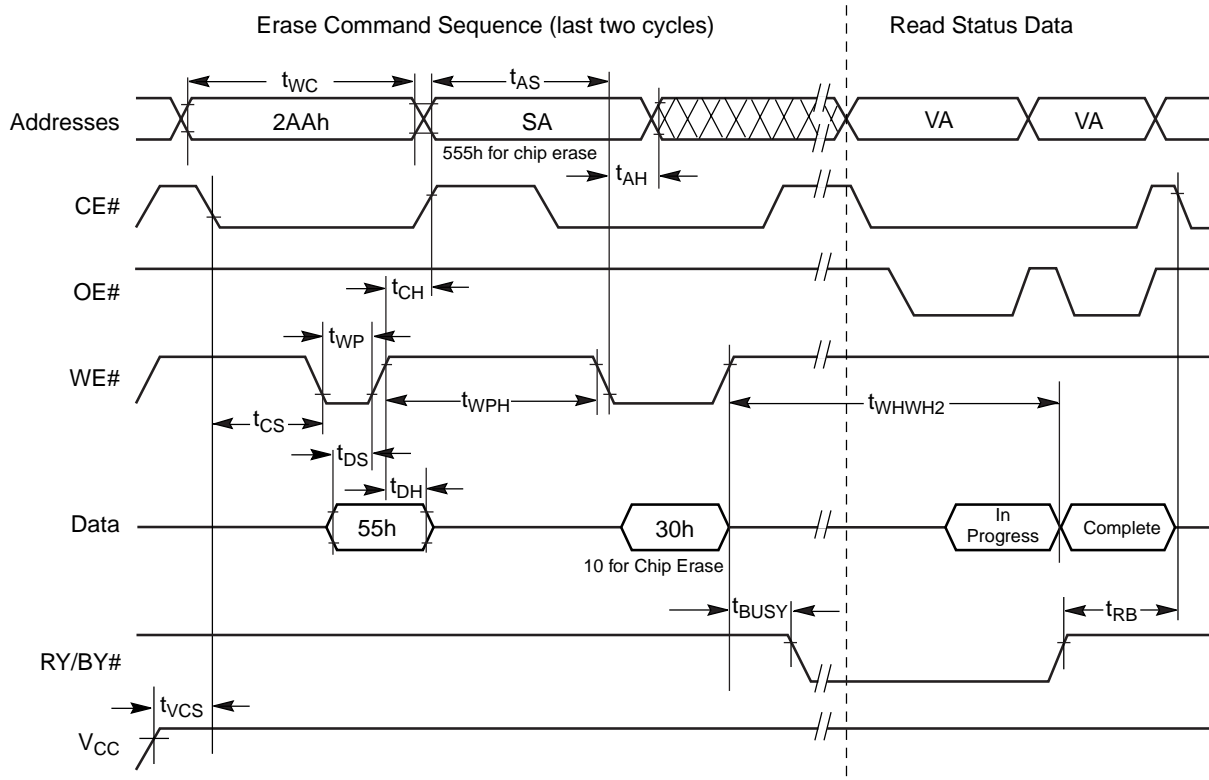 Erase Command Sequence (last two cycles)
Read Status Data
tWC
tAS
Addresses
2AAh
SA
VA
VA
555h for chip erase
tAH
CE#
OE#
tCH
tWP
WE#
tWPH
tWHWH2
tCS
tDS
tDH
Data
55h
30h
In
Progress
Complete
10 for Chip Erase
tBUSY
tRB
RY/BY#
tVCS
VCC